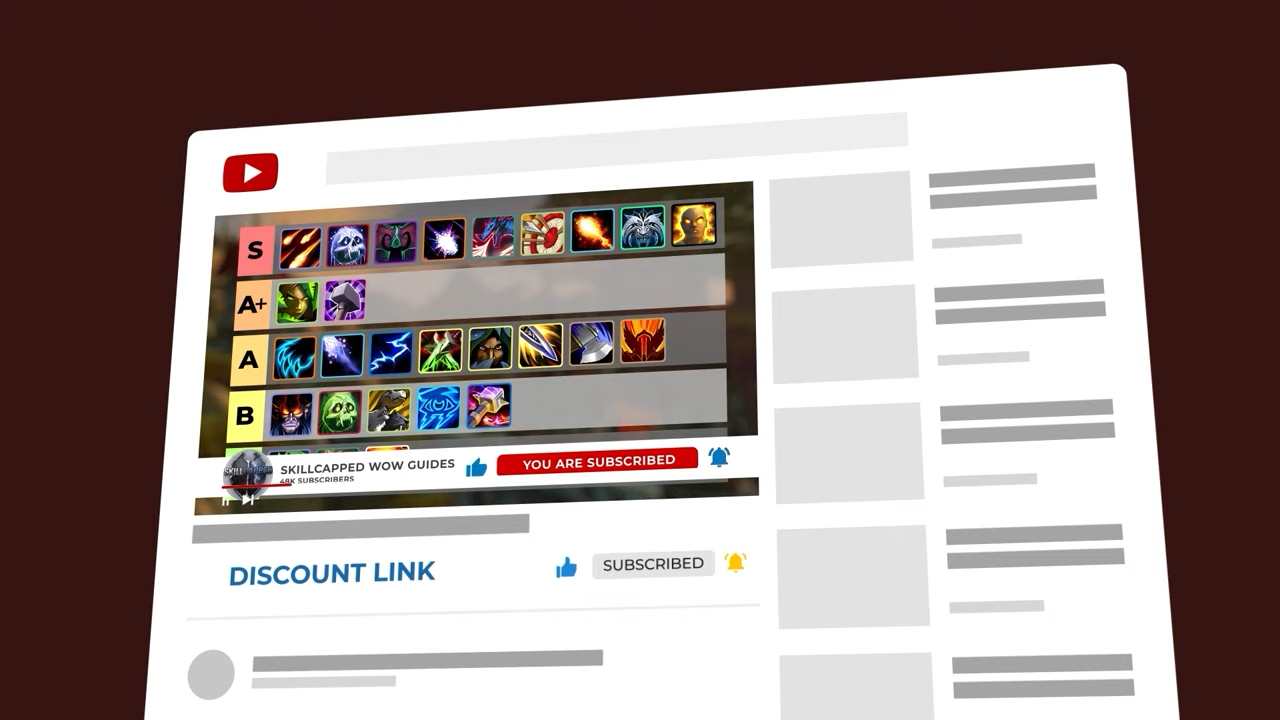 S
A+
A
B
SKILLCAPPED WOW GUIDES
48K SUBSCRIBERS
YOU ARE SUBSCRIBED
DISCOUNT LINK
SUBSCRIBED